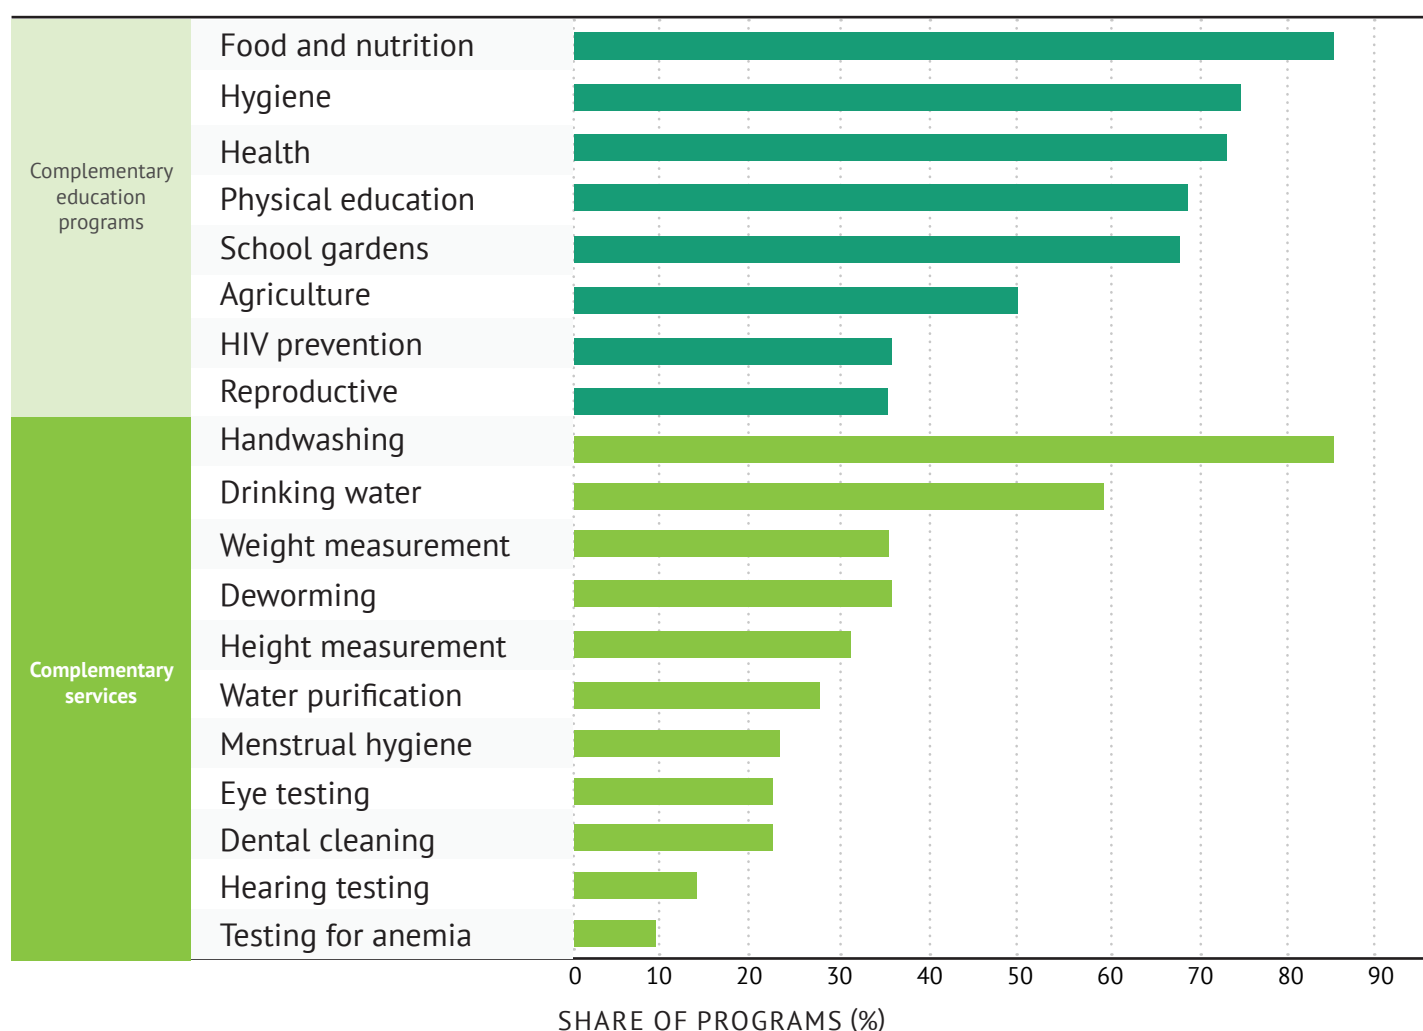 Complementary
education
programs
Food and nutrition
Hygiene
Health
Physical education
School gardens
Agriculture
HIV prevention
Reproductive
Complementary
services
Handwashing
Drinking water
Weight measurement
Deworming
Height measurement
Water purification
Menstrual hygiene
Eye testing
Dental cleaning
Hearing testing
Testing for anemia
0 10 20 30 40 50 60 70 80 90
SHARE OF PROGRAMS (%)